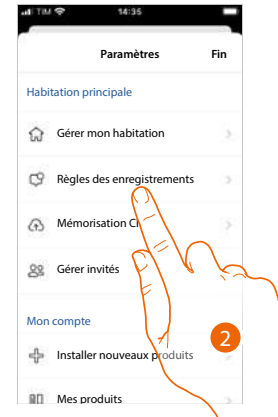 TIM 14:35
Paramètres Fin
Habitation principale
Gérer mon habitation
Règles des enregistrements
Mémorisation
Gérer invités
Mon compte
2
Installer nouveaux produits
Mes produits